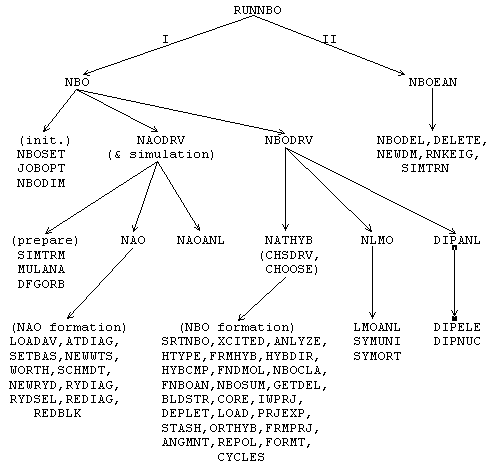 RUNNBO
I II
NBO NBOEAN
(init.) NAODRV NBODRV NBODEL,DELETE,
NBOSET (& simulation) NEWDM,RNKEIG,
JOBOPT SIMTRN
NBODIM
(prepare) NAO NAOANL NATHYB NLMO DIPANL
SIMTRM (CHSDRV,
MULANA CHOOSE)
DFGORB
(NAO formation) (NBO formation) LMOANL DIPELE
LOADAV,ATDIAG, SRTNBO,XCITED,ANLYZE, SYMUNI DIPNUC
SETBAS,NEWWTS, HTYPE,FRMHYB,HYBDIR, SYMORT
WORTH,SCHMDT, HYBCMP,FNDMOL,NBOCLA,
NEWRYD,RYDIAG, FNBOAN,NBOSUM,GETDEL,
RYDSEL,REDIAG, BLDSTR,CORE,IWPRJ,
REDBLK DEPLET,LOAD,PRJEXP,
STASH,ORTHYB,FRMPRJ,
ANGMNT,REPOL,FORMT,
CYCLES